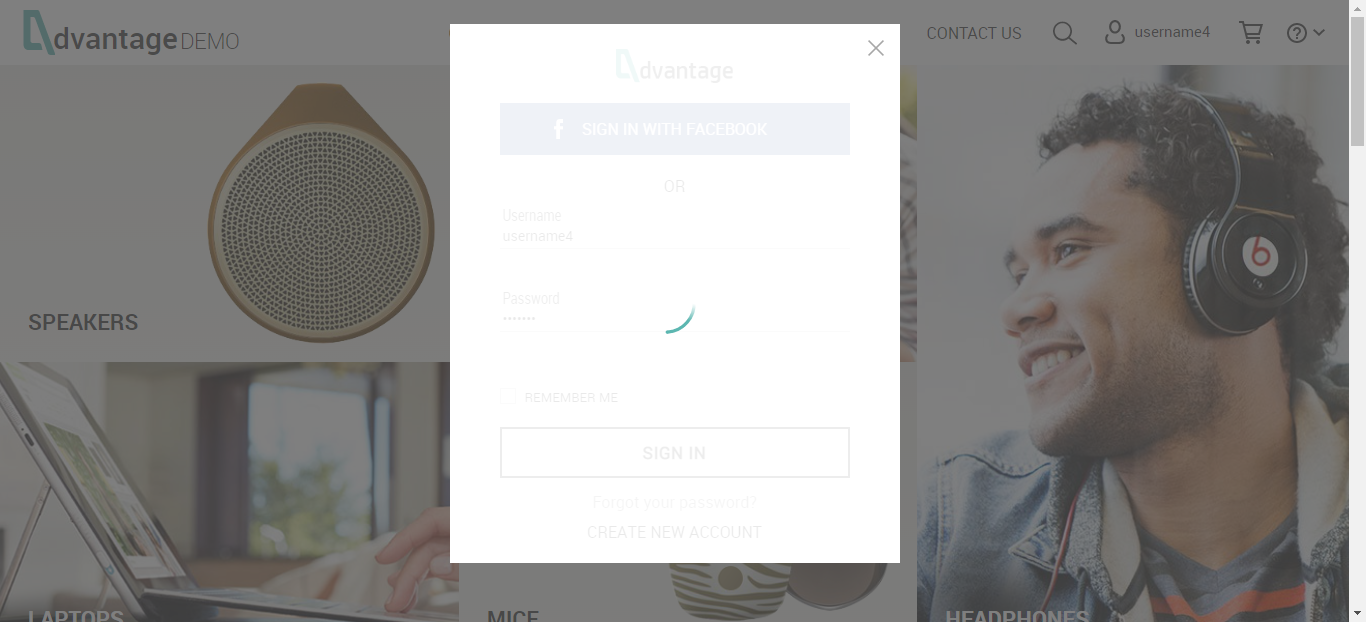 dvantage DEMO
CONTACT US
username4
dvantage
SIGN IN WITH FACEBOOK
OR
Username
username4
Password
•••••••
REMEMBER ME
SIGN IN
Forgot your password?
CREATE NEW ACCOUNT
SPEAKERS
LAPTOPS
MICE
HEADPHONES